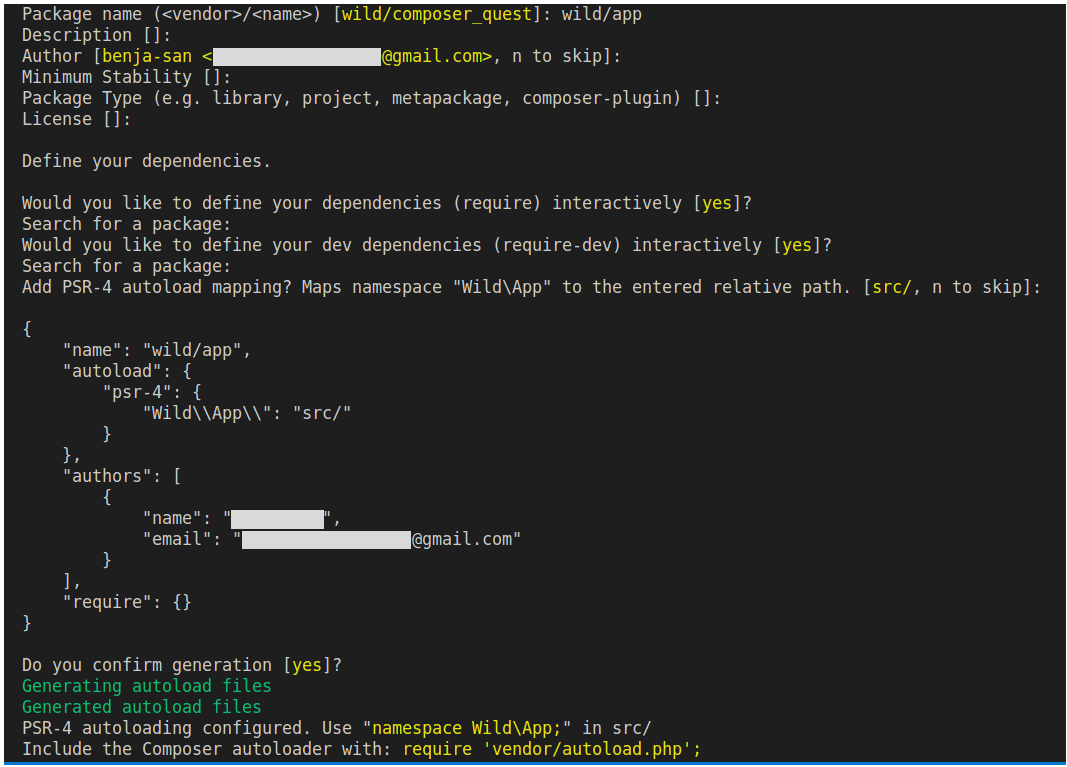 Package name (<vendor>/<name>) [wild/composer_quest]: wild/app
Description []:
Author [benja-san <@gmail.com>, n to skip]:
Minimum Stability []:
Package Type (e.g. library, project, metapackage, composer-plugin) []:
License []:
Define your dependencies.
Would you like to define your dependencies (require) interactively [yes]?
Search for a package:
Would you like to define your dev dependencies (require-dev) interactively [yes]?
Search for a package:
Add PSR-4 autoload mapping? Maps namespace "Wild\App" to the entered relative path. [src/, n to skip]:
{
    "name": "wild/app",
    "autoload": {
        "psr-4": {
            "Wild\\App\\": "src/"
        }
    },
    "authors": [
        {
            "name": "",
            "email": "@gmail.com"
        }
    ],
    "require": {}
}
Do you confirm generation [yes]?
Generating autoload files
Generated autoload files
PSR-4 autoloading configured. Use "namespace Wild\App;" in src/
Include the Composer autoloader with: require 'vendor/autoload.php';